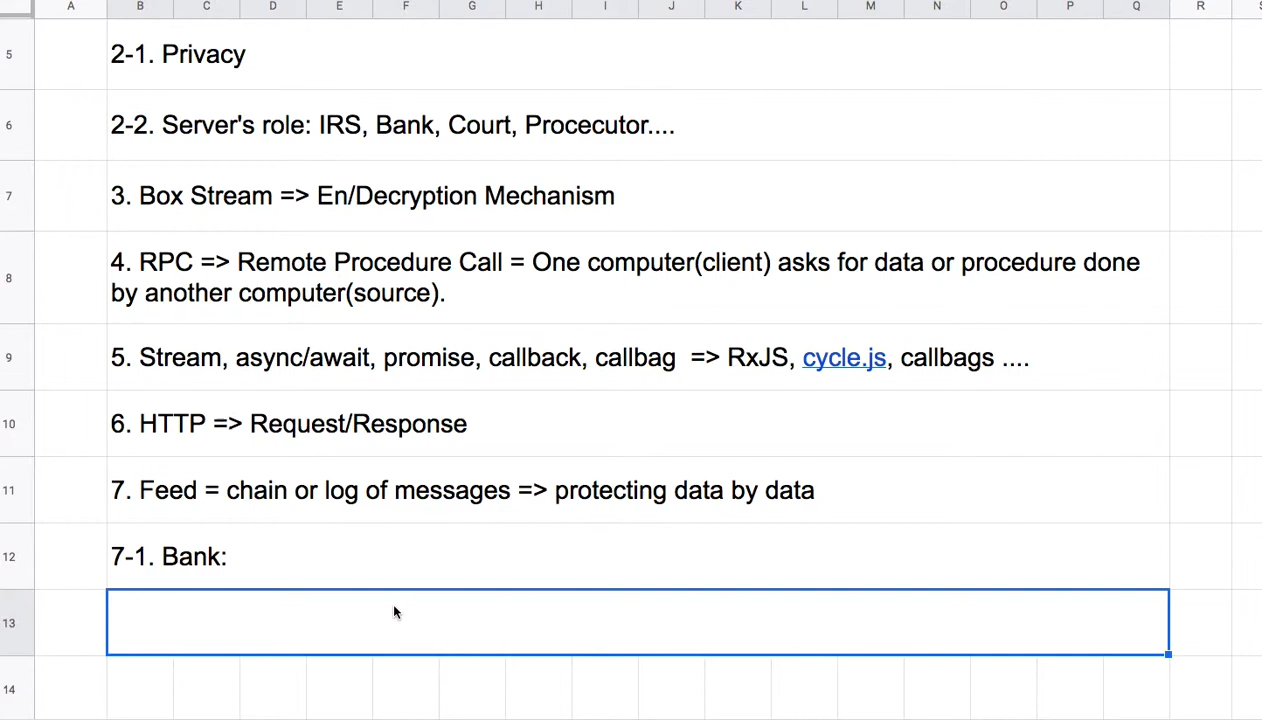 A B C D E F G H I J K L M N O P Q R
5 2-1. Privacy
6 2-2. Server's role: IRS, Bank, Court, Procecutor....
7 3. Box Stream => En/Decryption Mechanism
8 4. RPC => Remote Procedure Call = One computer(client) asks for data or procedure done
by another computer(source).
9 5. Stream, async/await, promise, callback, callbag => RxJS, cycle.js, callbags ....
10 6. HTTP => Request/Response
11 7. Feed = chain or log of messages => protecting data by data
12 7-1. Bank:
13
14